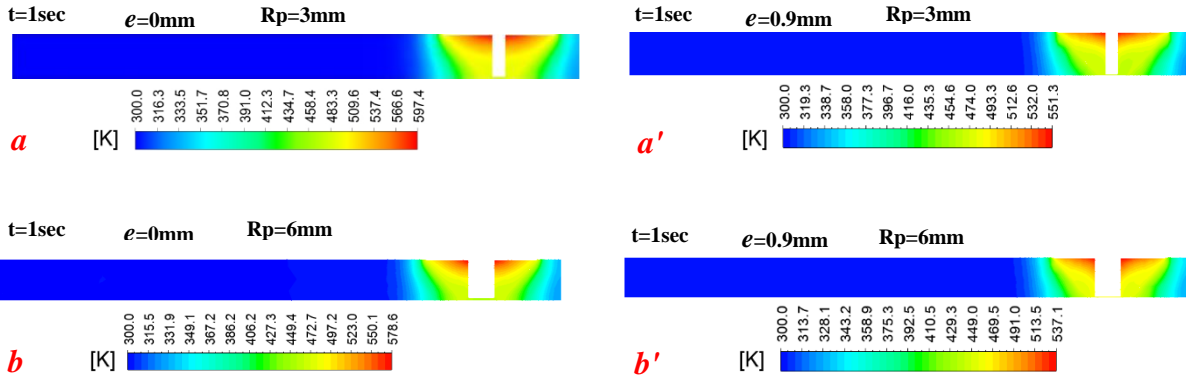 t=1sec e=0mm Rp=3mm
300.0 316.3 333.5 351.7 370.8 391.0 412.3 434.7 458.4 483.3 509.6 537.4 566.6 597.4
a [K]
t=1sec e=0.9mm Rp=3mm
300.0 319.3 338.7 358.0 377.3 396.7 416.0 435.3 454.6 474.0 493.3 512.6 532.0 551.3
a' [K]
t=1sec e=0mm Rp=6mm
300.0 315.5 331.9 349.1 367.2 386.2 406.2 427.3 449.4 472.7 497.2 523.0 550.1 578.6
b [K]
t=1sec e=0.9mm Rp=6mm
300.0 313.7 328.1 343.2 358.9 375.3 392.5 410.5 429.3 449.0 469.5 491.0 513.5 537.1
b' [K]